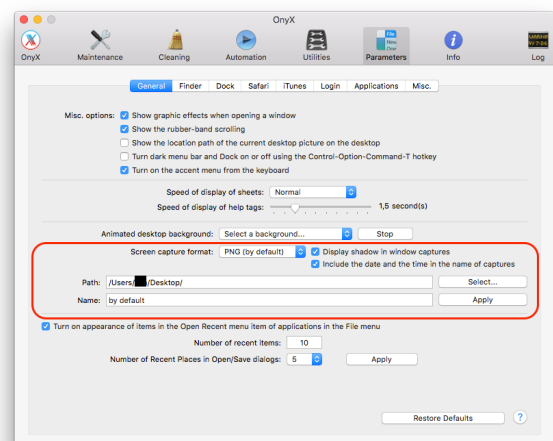 OnyX
OnyX Maintenance Cleaning Automation Utilities Parameters Info Log
General Finder Dock Safari iTunes Login Applications Misc.
Misc. options: Show graphic effects when opening a window
Show the rubber-band scrolling
Show the location path of the current desktop picture on the desktop
Turn dark menu bar and Dock on or off using the Control-Option-Command-T hotkey
Turn on the accent menu from the keyboard
Speed of display of sheets: Normal
Speed of display of help tags: 1,5 second(s)
Animated desktop background: Select a background... Stop
Screen capture format: PNG (by default) Display shadow in window captures
Include the date and the time in the name of captures
Path: /Users/ /Desktop/ Select...
Name: by default Apply
Turn on appearance of items in the Open Recent menu item of applications in the File menu
Number of recent items: 10
Number of Recent Places in Open/Save dialogs: 5 Apply
Restore Defaults ?